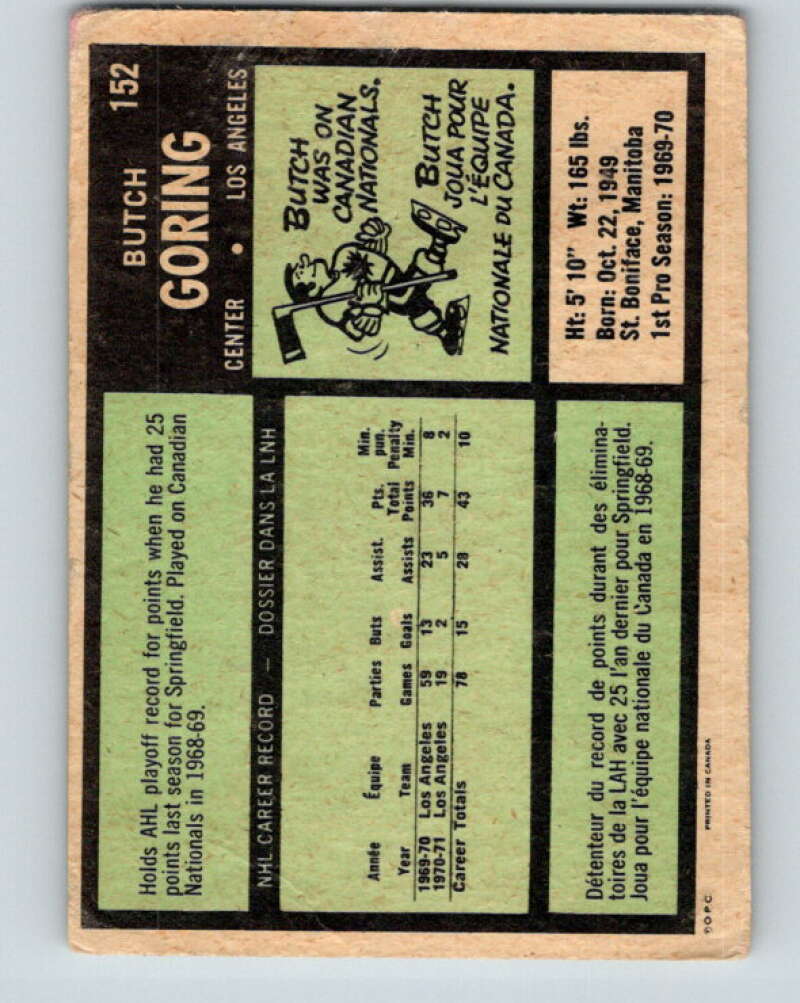 BUTCH 152
GORING
CENTER • LOS ANGELES
Holds AHL playoff record for points when he had 25
points last season for Springfield. Played on Canadian
Nationals in 1968-69.
BUTCH
WAS ON
CANADIAN
NATIONALS.
BUTCH
JOUA POUR
L'ÉQUIPE
NATIONALE DU CANADA.
NHL CAREER RECORD — DOSSIER DANS LA LNH
Année Équipe Parties Buts Assist. Pts. Min. pun.
Year Team Games Goals Assists Total Points Penalty Min.
1969-70 Los Angeles 59 13 23 36 8
1970-71 Los Angeles 19 2 5 7 2
Career Totals 78 15 28 43 10
Ht: 5' 10" Wt: 165 lbs.
Born: Oct. 22, 1949
St. Boniface, Manitoba
1st Pro Season: 1969-70
Détenteur du record de points durant des élimina-
toires de la LAH avec 25 l'an dernier pour Springfield.
Joua pour l'équipe nationale du Canada en 1968-69.
© O.P.C. PRINTED IN CANADA